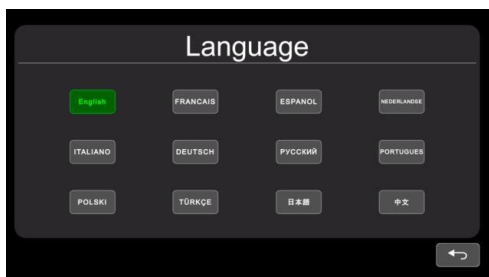 Language
English FRANCAIS ESPANOL NEDERLANDSE
ITALIANO DEUTSCH РУССКИЙ PORTUGUES
POLSKI TÜRKÇE 日本語 中文